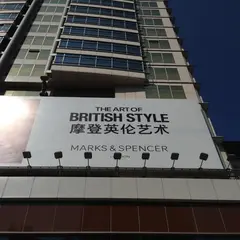 THE ART OF
BRITISH STYLE
摩登英伦艺术
MARKS & SPENCER